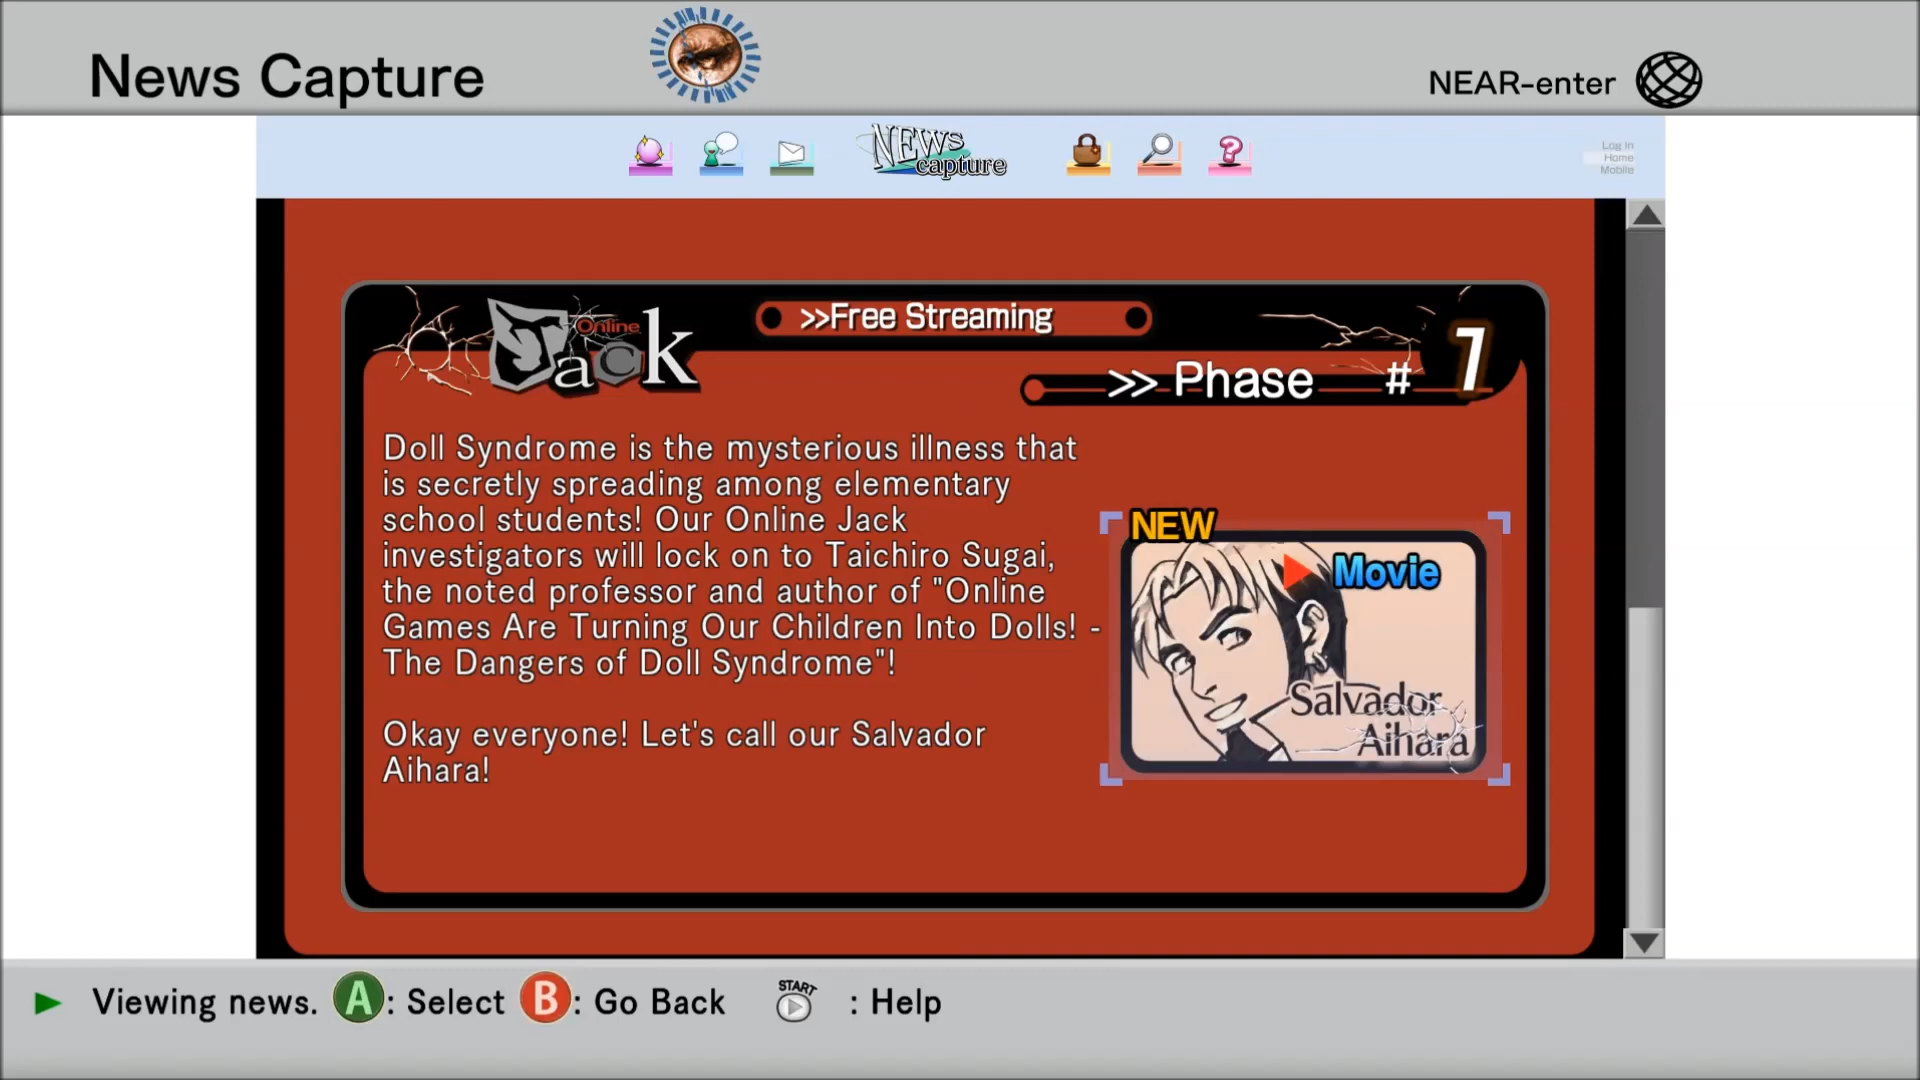 News Capture
NEAR-enter
NEWS
capture
Log In
Home
Mobile
Online
Jack
>>Free Streaming
>> Phase # 7
Doll Syndrome is the mysterious illness that
is secretly spreading among elementary
school students! Our Online Jack
investigators will lock on to Taichiro Sugai,
the noted professor and author of "Online
Games Are Turning Our Children Into Dolls! -
The Dangers of Doll Syndrome"!
Okay everyone! Let's call our Salvador
Aihara!
NEW
Movie
Salvador
Aihara
Viewing news. A : Select B : Go Back START : Help